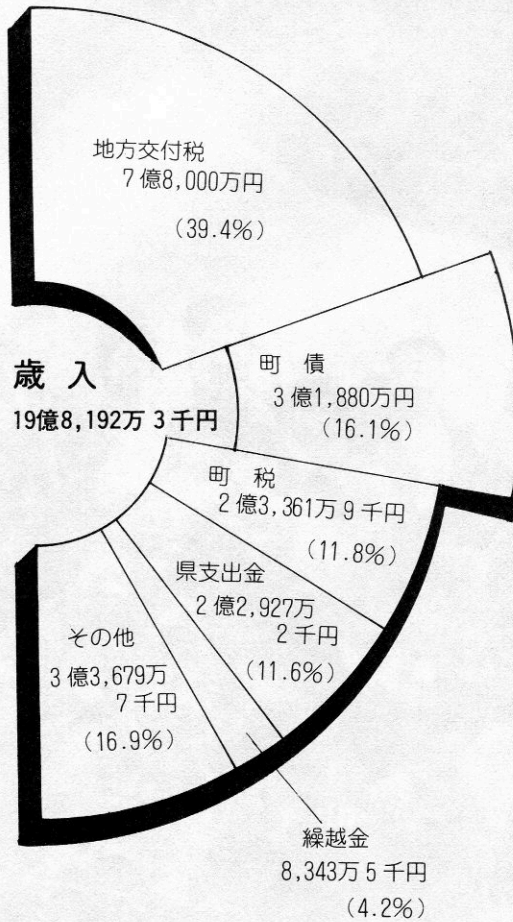 地方交付税
7億8,000万円
(39.4%)
歳入
19億8,192万3千円
町債
3億1,880万円
(16.1%)
町税
2億3,361万9千円
(11.8%)
県支出金
2億2,927万
2千円
(11.6%)
その他
3億3,679万
7千円
(16.9%)
繰越金
8,343万5千円
(4.2%)